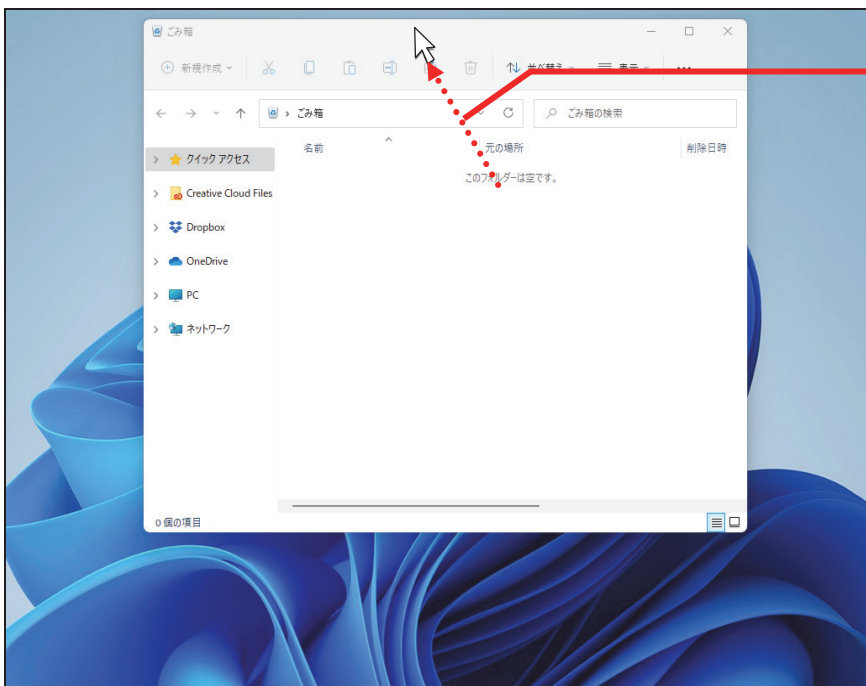 ごみ箱
新規作成
並べ替え 表示 •••
ごみ箱 ごみ箱の検索
名前 元の場所 削除日時
このフォルダーは空です。
クイック アクセス
Creative Cloud Files
Dropbox
OneDrive
PC
ネットワーク
0 個の項目